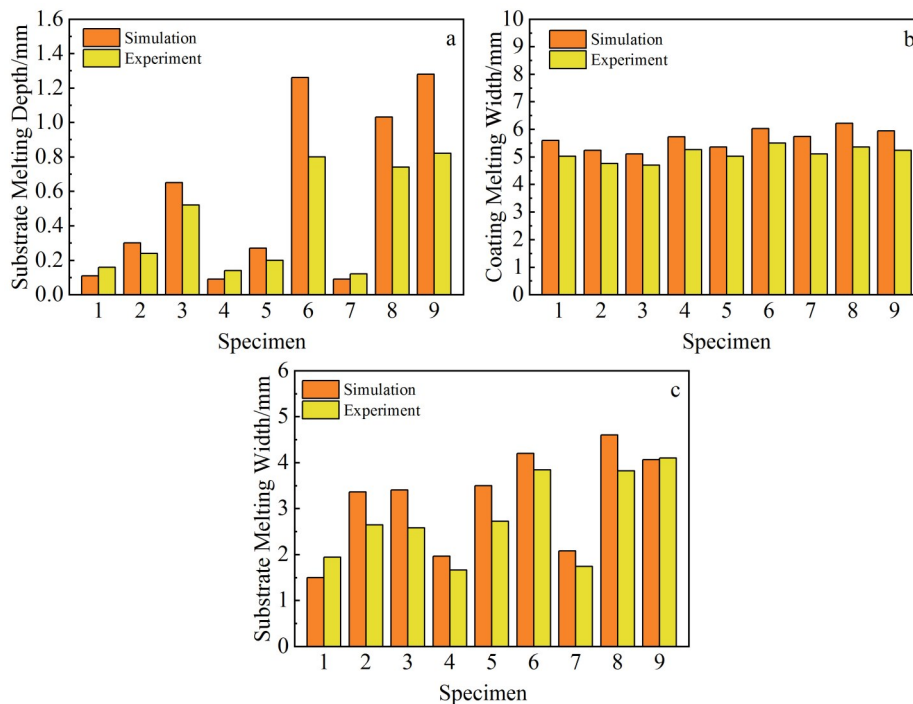 1.6
1.4
1.2
1.0
0.8
0.6
0.4
0.2
0.0
Substrate Melting Depth/mm
Simulation
Experiment
a
1 2 3 4 5 6 7 8 9
Specimen
10
9
8
7
6
5
4
3
2
1
0
Coating Melting Width/mm
Simulation
Experiment
b
1 2 3 4 5 6 7 8 9
Specimen
6
5
4
3
2
1
0
Substrate Melting Width/mm
Simulation
Experiment
c
1 2 3 4 5 6 7 8 9
Specimen